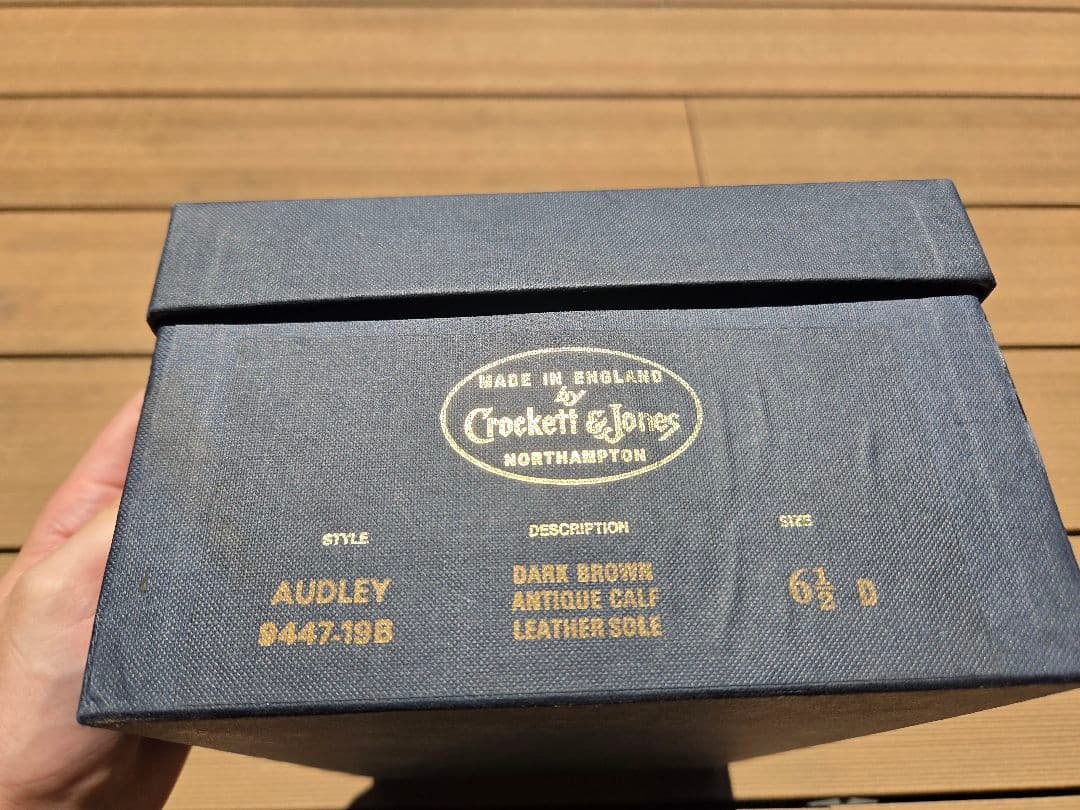 MADE IN ENGLAND
by
Crockett & Jones
NORTHAMPTON
STYLE DESCRIPTION SIZE
AUDLEY
9447-19B
DARK BROWN
ANTIQUE CALF
LEATHER SOLE
6½ D